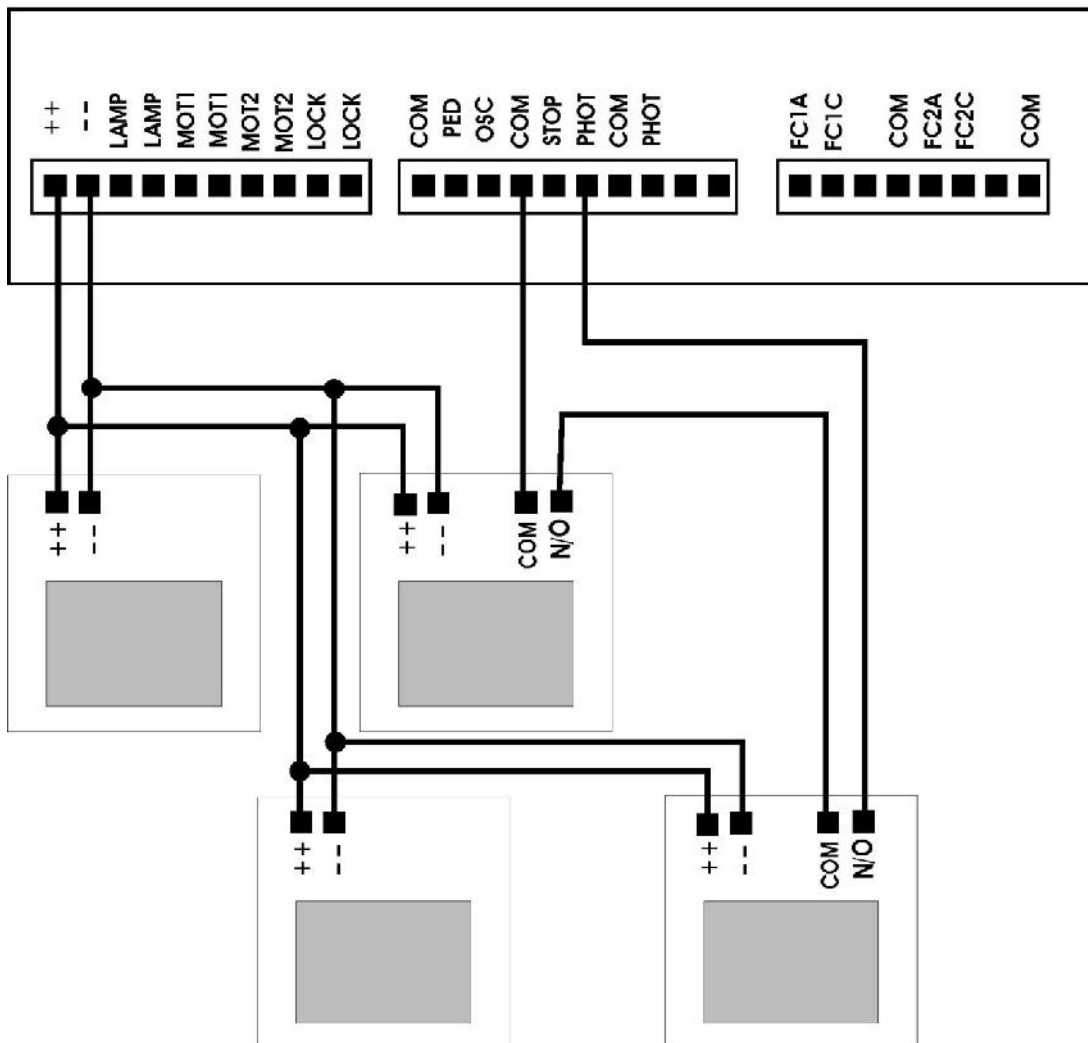 ++
--
LAMP
LAMP
MOT1
MOT1
MOT2
MOT2
LOCK
LOCK
COM
PED
OSC
COM
STOP
PHOT
COM
PHOT
FC1A
FC1C
COM
FC2A
FC2C
COM
++
--
++
--
COM
N/O
++
--
++
--
COM
N/O